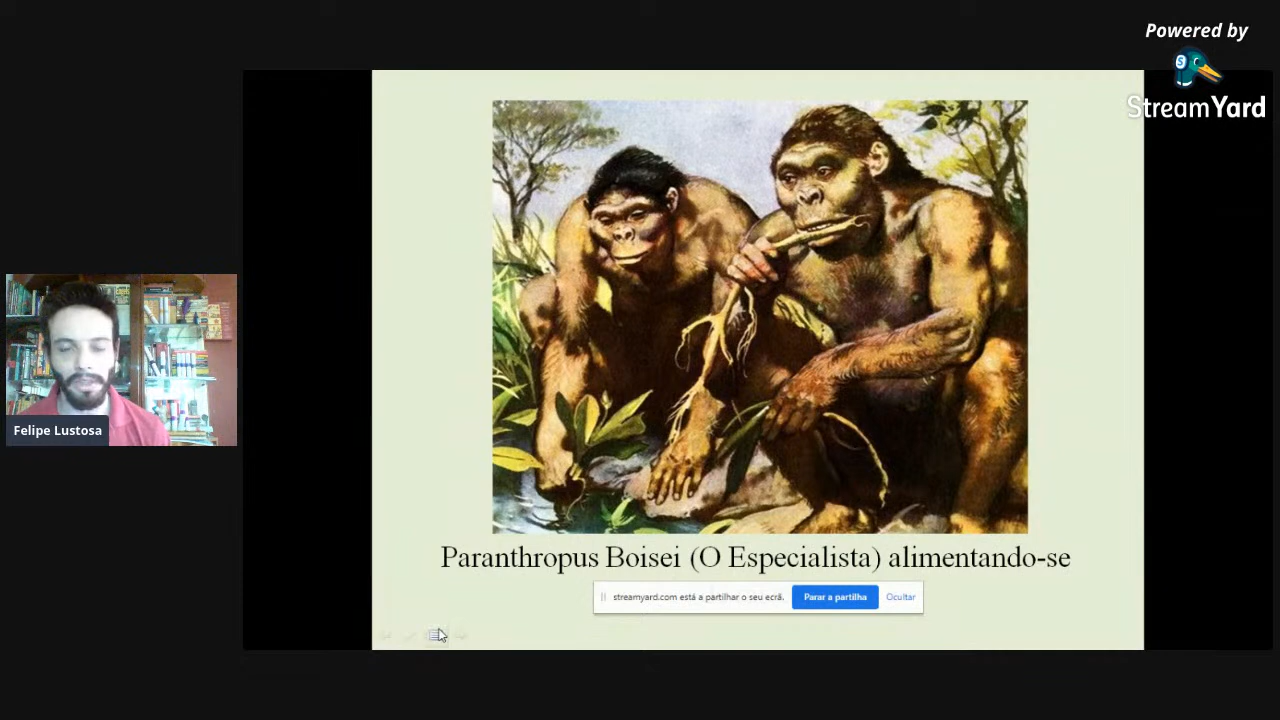 Powered by
StreamYard
Felipe Lustosa
Paranthropus Boisei (O Especialista) alimentando-se
streamyard.com está a partilhar o seu ecrã.
Parar a partilha
Ocultar